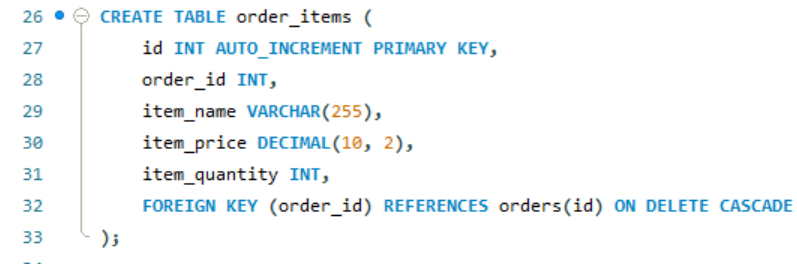 26 CREATE TABLE order_items (
27 id INT AUTO_INCREMENT PRIMARY KEY,
28 order_id INT,
29 item_name VARCHAR(255),
30 item_price DECIMAL(10, 2),
31 item_quantity INT,
32 FOREIGN KEY (order_id) REFERENCES orders(id) ON DELETE CASCADE
33 );